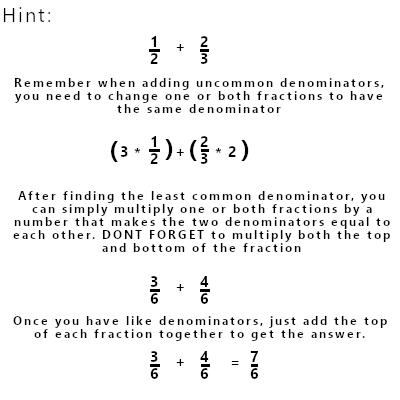 Hint:
1/2 + 2/3
Remember when adding uncommon denominators,
you need to change one or both fractions to have
the same denominator
(3 * 1/2) + (2/3 * 2)
After finding the least common denominator, you
can simply multiply one or both fractions by a
number that makes the two denominators equal to
each other. DONT FORGET to multiply both the top
and bottom of the fraction
3/6 + 4/6
Once you have like denominators, just add the top
of each fraction together to get the answer.
3/6 + 4/6 = 7/6